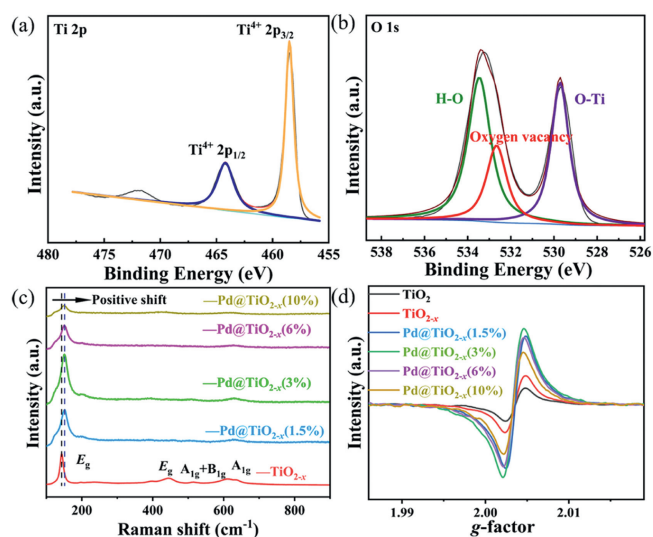 (a)
Ti 2p
Ti⁴⁺ 2p₃/₂
Ti⁴⁺ 2p₁/₂
Intensity (a.u.)
480 475 470 465 460 455
Binding Energy (eV)
(b)
O 1s
H-O
O-Ti
Oxygen vacancy
Intensity (a.u.)
538 536 534 532 530 528 526
Binding Energy (eV)
(c)
Positive shift
—Pd@TiO₂₋ₓ(10%)
—Pd@TiO₂₋ₓ(6%)
—Pd@TiO₂₋ₓ(3%)
—Pd@TiO₂₋ₓ(1.5%)
E_g E_g A₁g+B₁g A₁g —TiO₂₋ₓ
Intensity (a.u.)
200 400 600 800
Raman shift (cm⁻¹)
(d)
TiO₂
TiO₂₋ₓ
Pd@TiO₂₋ₓ(1.5%)
Pd@TiO₂₋ₓ(3%)
Pd@TiO₂₋ₓ(6%)
Pd@TiO₂₋ₓ(10%)
Intensity (a.u.)
1.99 2.00 2.01
g-factor